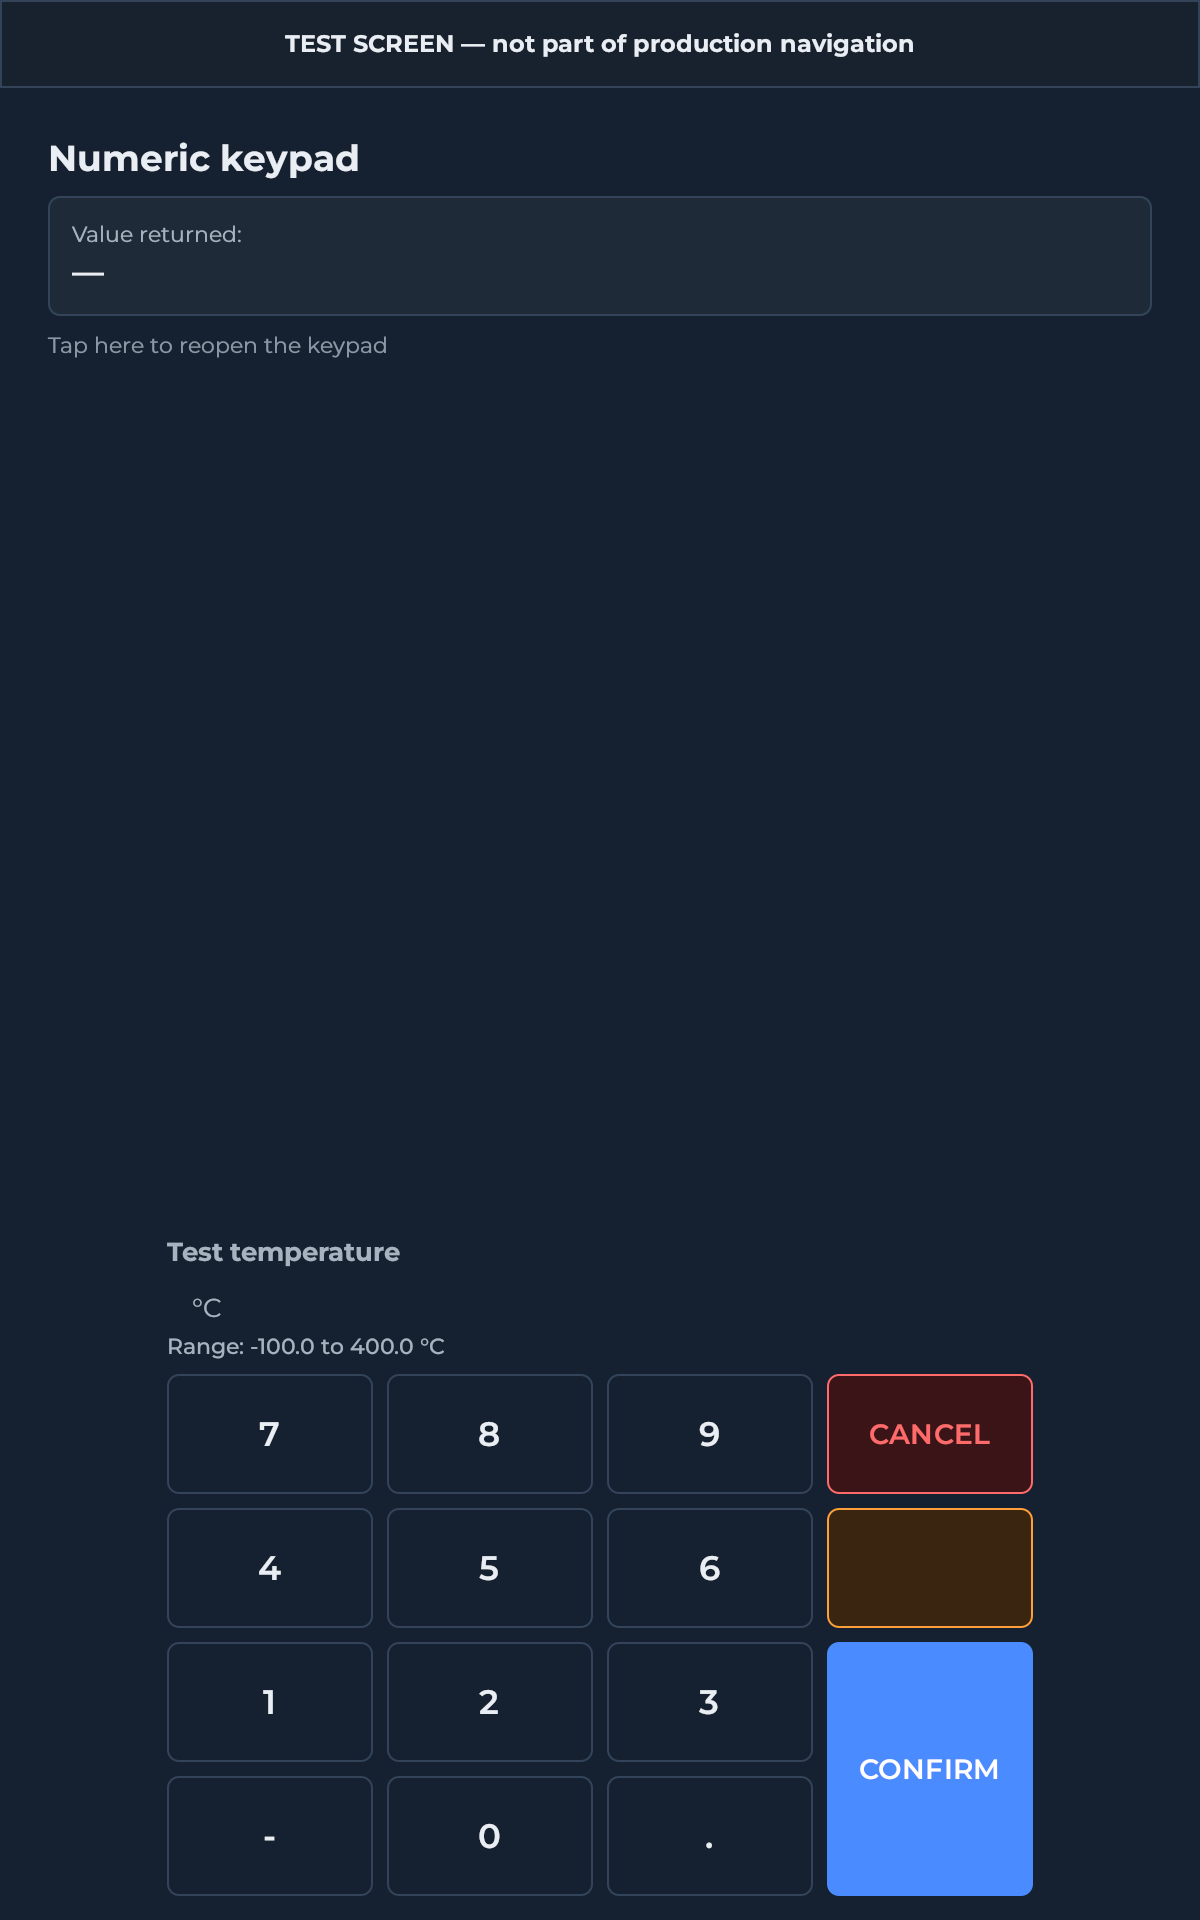 TEST SCREEN — not part of production navigation
Numeric keypad
Value returned:
—
Tap here to reopen the keypad
Test temperature
°C
Range: -100.0 to 400.0 °C
7 8 9 CANCEL
4 5 6
1 2 3
CONFIRM
- 0 .